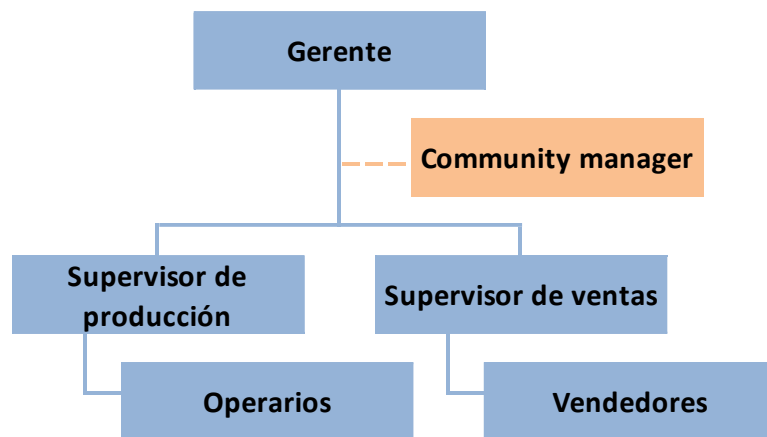 Gerente
Community manager
Supervisor de
producción
Supervisor de ventas
Operarios
Vendedores